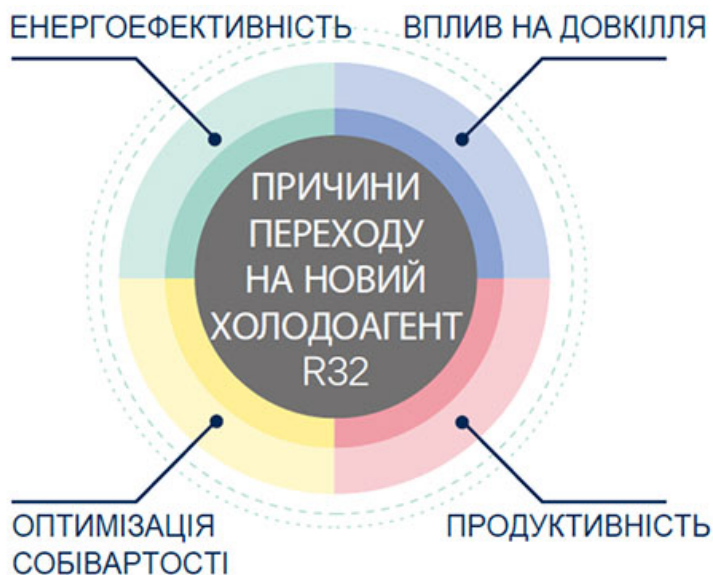 ЕНЕРГОЕФЕКТИВНІСТЬ
ВПЛИВ НА ДОВКІЛЛЯ
ПРИЧИНИ
ПЕРЕХОДУ
НА НОВИЙ
ХОЛОДОАГЕНТ
R32
ОПТИМІЗАЦІЯ
СОБІВАРТОСТІ
ПРОДУКТИВНІСТЬ